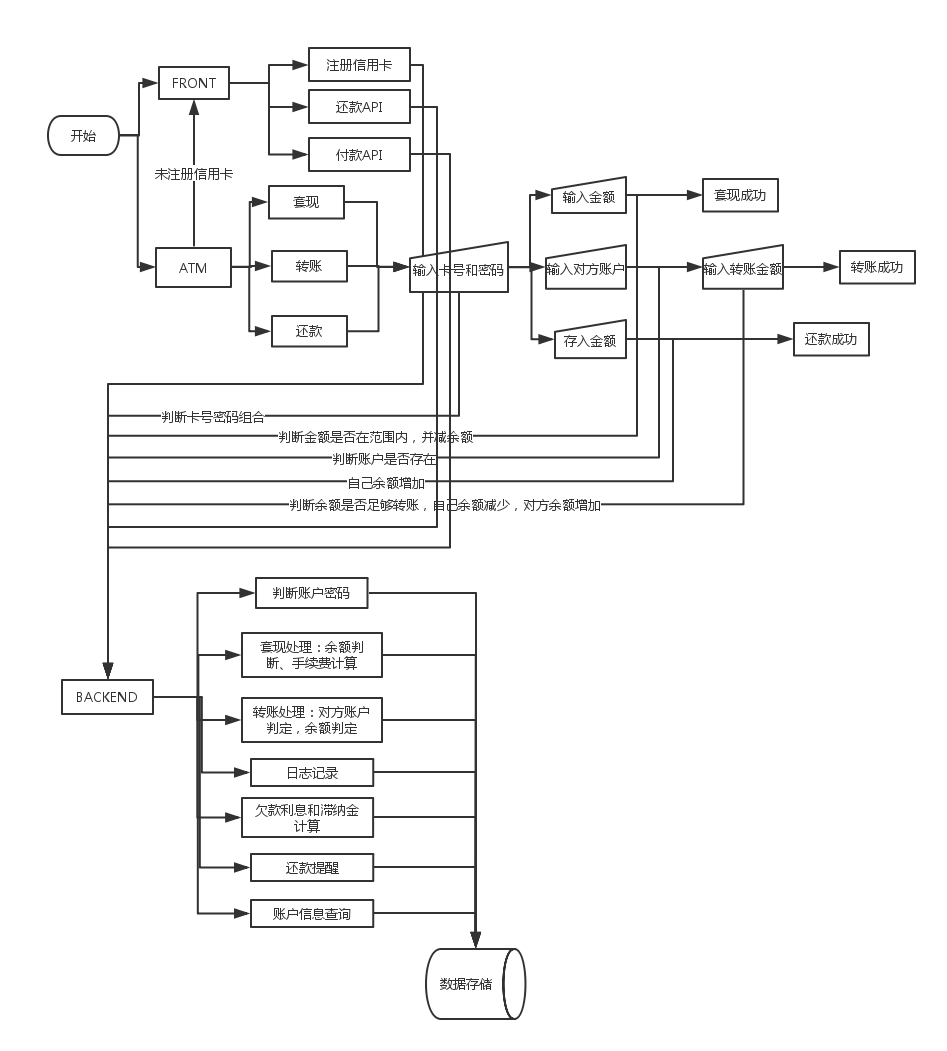 注册信用卡
FRONT
还款API
开始
付款API
未注册信用卡
套现
输入金额
套现成功
ATM
转账
输入卡号和密码
输入对方账户
输入转账金额
转账成功
还款
存入金额
还款成功
判断卡号密码组合
判断金额是否在范围内，并减余额
判断账户是否存在
自己余额增加
判断余额是否足够转账，自己余额减少，对方余额增加
判断账户密码
套现处理：余额判
断、手续费计算
BACKEND
转账处理：对方账户
判定，余额判定
日志记录
欠款利息和滞纳金
计算
还款提醒
账户信息查询
数据存储